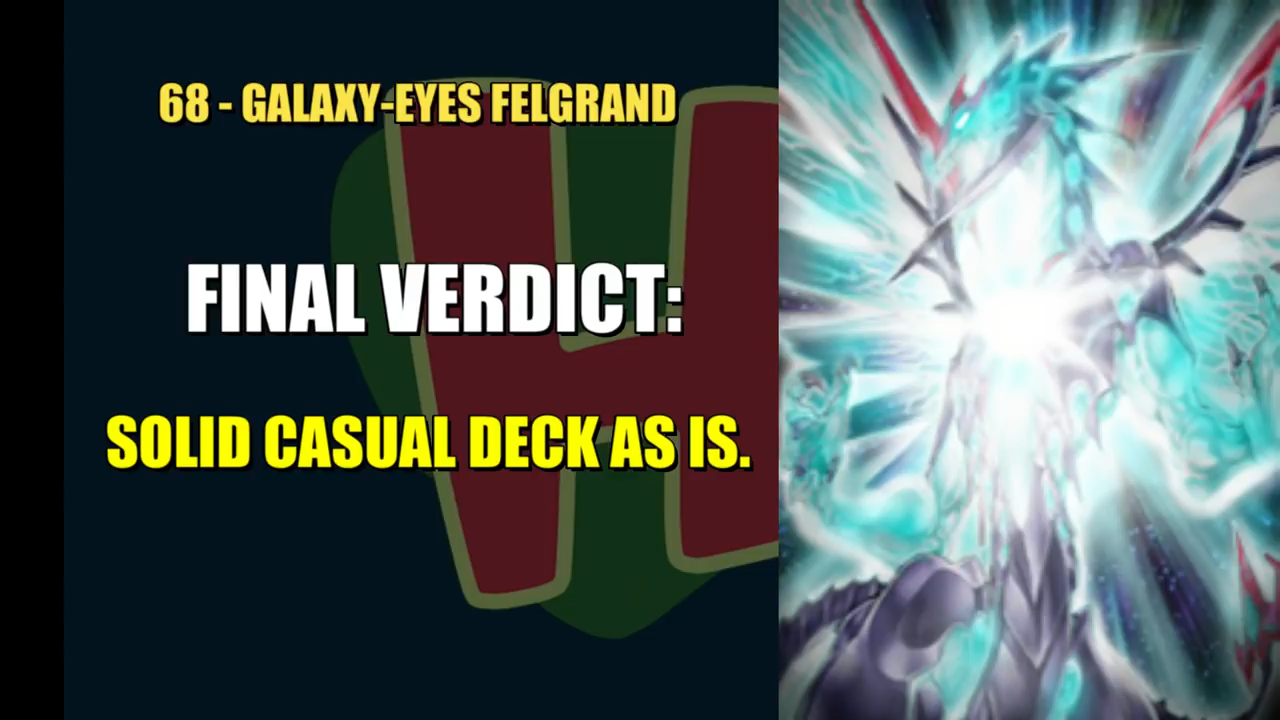 68 - GALAXY-EYES FELGRAND
FINAL VERDICT:
SOLID CASUAL DECK AS IS.